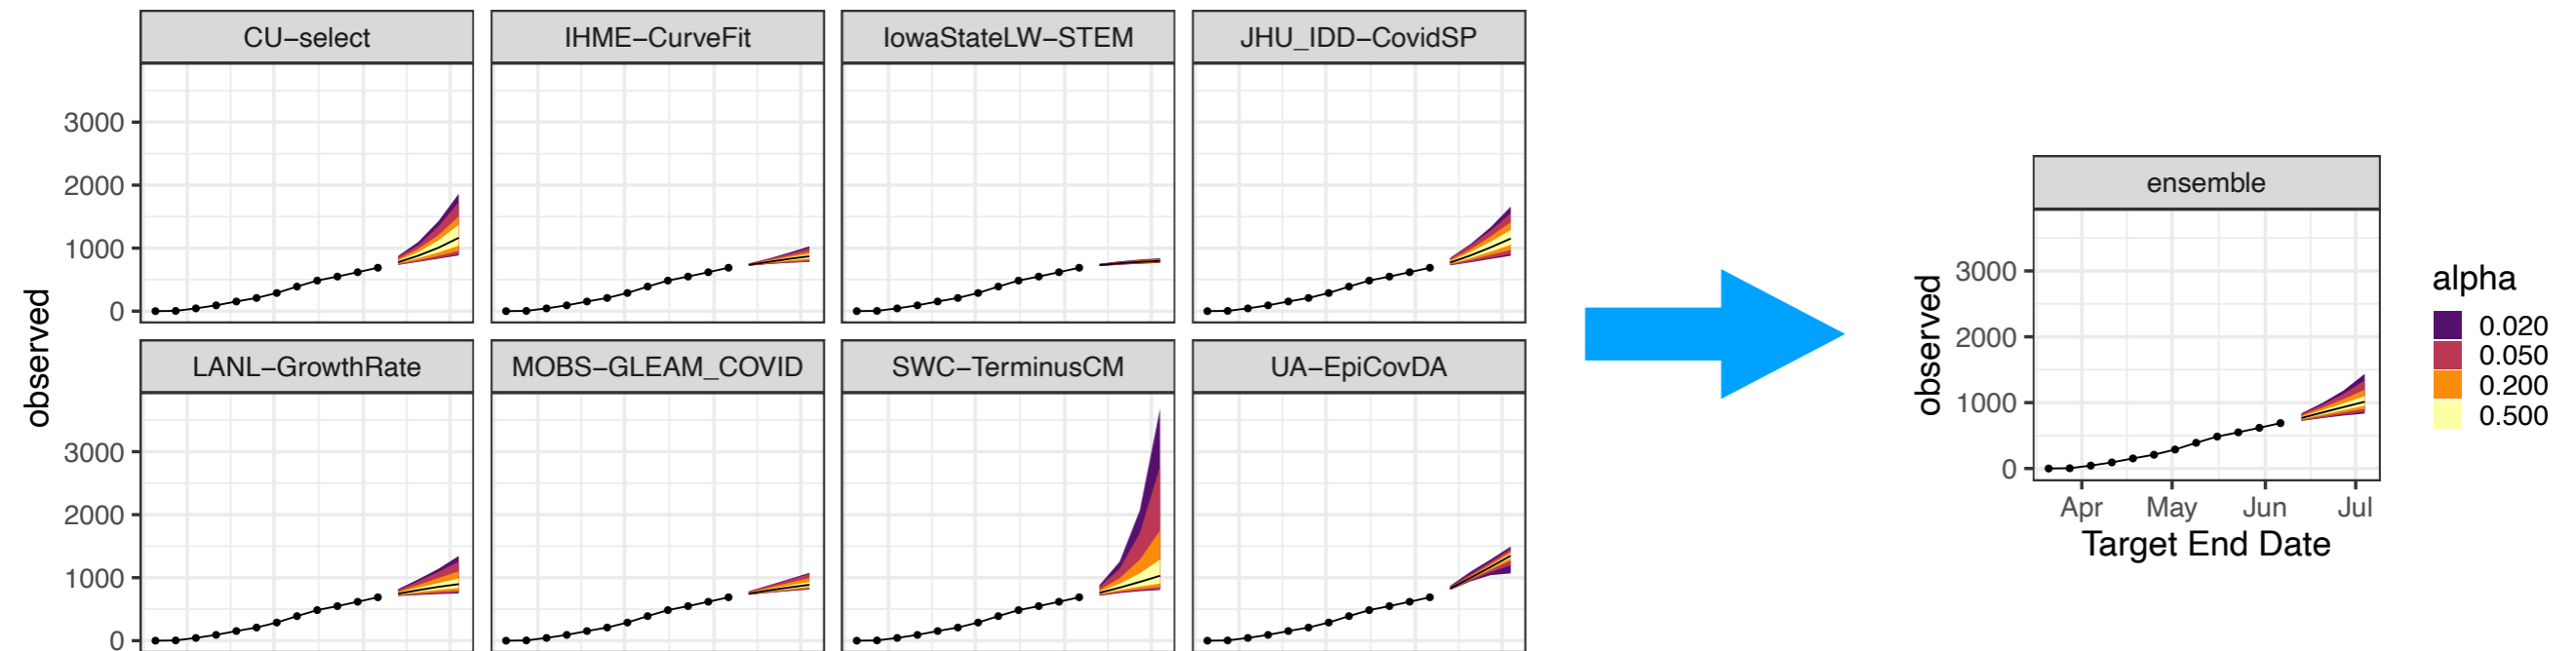 CU−select
IHME−CurveFit
IowaStateLW−STEM
JHU_IDD−CovidSP
3000
2000
1000
0
observed
LANL−GrowthRate
MOBS−GLEAM_COVID
SWC−TerminusCM
UA−EpiCovDA
3000
2000
1000
0
ensemble
observed
3000
2000
1000
0
Apr May Jun Jul
Target End Date
alpha
0.020
0.050
0.200
0.500